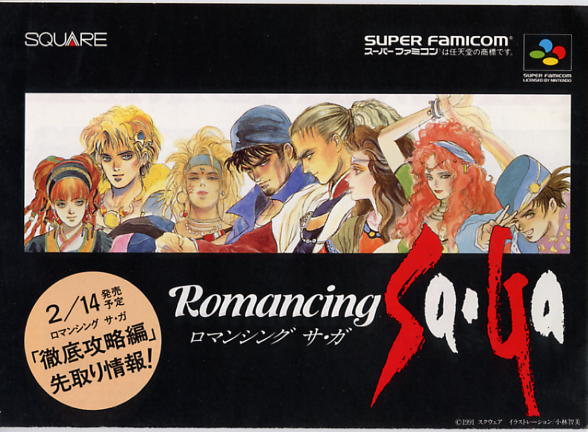 SQUARE
SUPER FAMICOM®
スーパーファミコンは任天堂の商標です。
SUPER FAMICOM
LICENSED BY NINTENDO
2/14 発売予定
ロマンシング サ・ガ
「徹底攻略編」
先取り情報!
Romancing Sa·Ga
ロマンシング サ・ガ
©1991 スクウェア イラストレーション/小林智美